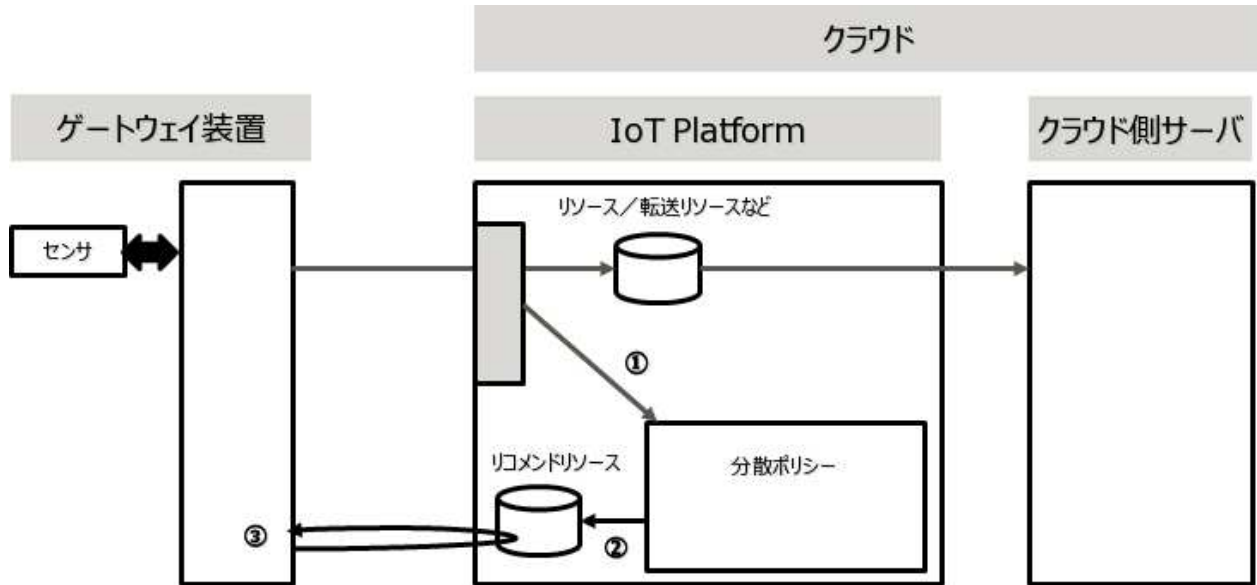 クラウド
ゲートウェイ装置
IoT Platform
クラウド側サーバ
リソース／転送リソースなど
センサ
①
リコメンドリソース
分散ポリシー
③
②